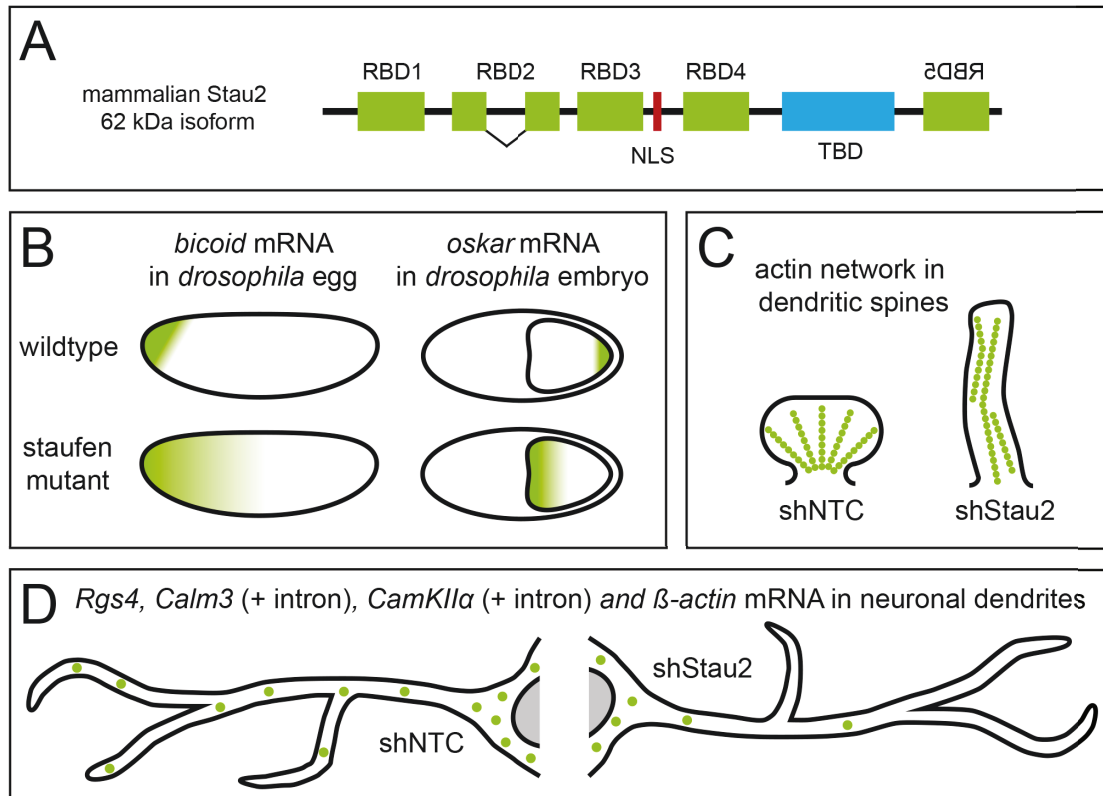 A
mammalian Stau2
62 kDa isoform
RBD1
RBD2
RBD3
RBD4
RBD5
NLS
TBD
B
bicoid mRNA
in drosophila egg
oskar mRNA
in drosophila embryo
wildtype
staufen
mutant
C
actin network in
dendritic spines
shNTC
shStau2
D
Rgs4, Calm3 (+ intron), CamKIIα (+ intron) and ß-actin mRNA in neuronal dendrites
shNTC
shStau2